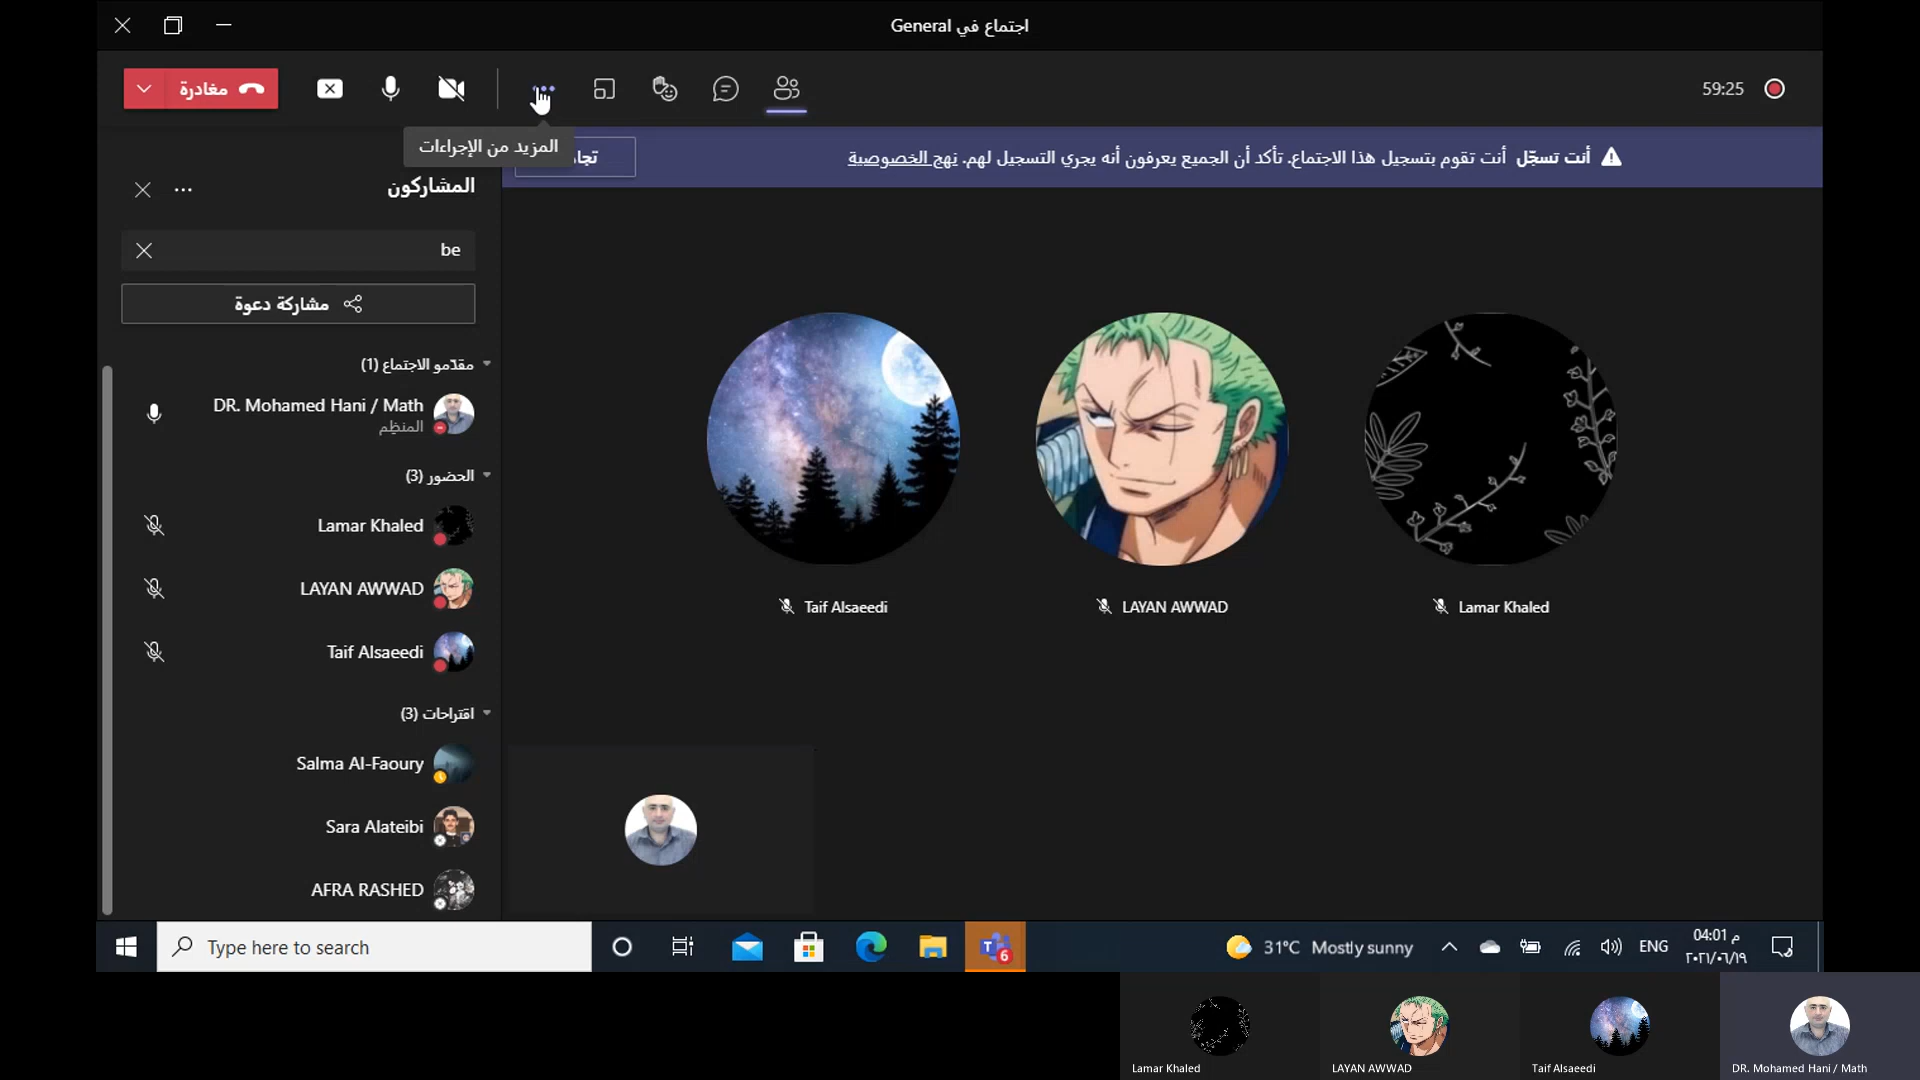 اجتماع في General
مغادرة
59:25
المزيد من الإجراءات
أنت تسجّل أنت تقوم بتسجيل هذا الاجتماع. تأكد أن الجميع يعرفون أنه يجري التسجيل لهم. نهج الخصوصية
المشاركون
be
مشاركة دعوة
مقدّمو الاجتماع (1)
DR. Mohamed Hani / Math
المنظِم
الحضور (3)
Lamar Khaled
LAYAN AWWAD
Taif Alsaeedi
اقتراحات (3)
Salma Al-Faoury
Sara Alateibi
AFRA RASHED
Taif Alsaeedi
LAYAN AWWAD
Lamar Khaled
Type here to search
6
31°C Mostly sunny
ENG
04:01 م
٢٠٢١/٠٦/١٩
Lamar Khaled
LAYAN AWWAD
Taif Alsaeedi
DR. Mohamed Hani / Math